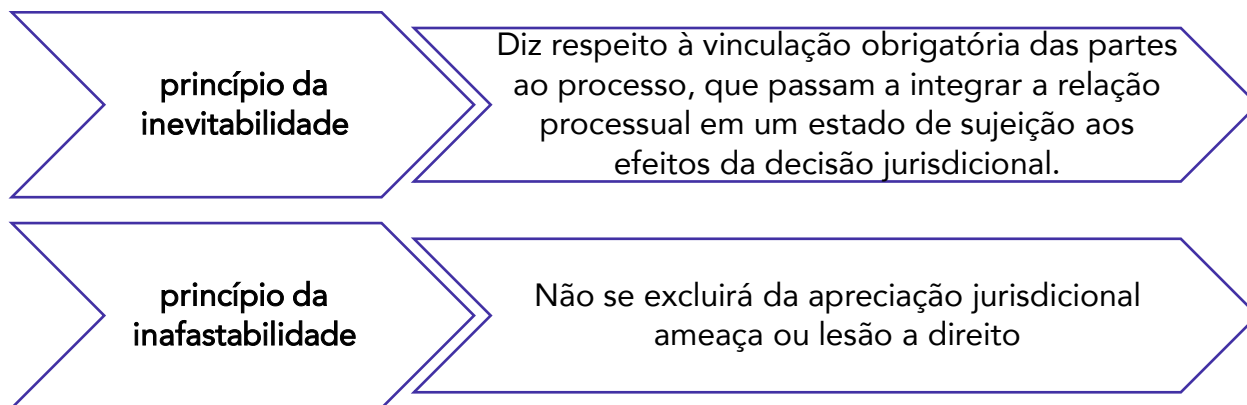 princípio da
inevitabilidade
Diz respeito à vinculação obrigatória das partes
ao processo, que passam a integrar a relação
processual em um estado de sujeição aos
efeitos da decisão jurisdicional.
princípio da
inafastabilidade
Não se excluirá da apreciação jurisdicional
ameaça ou lesão a direito